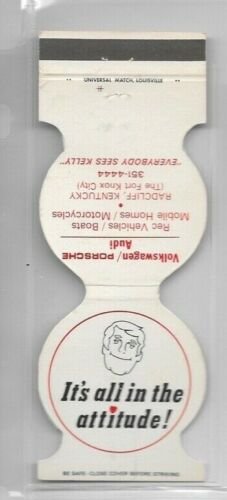 " UNIVERSAL MATCH, LOUISVILLE "
"EVERYBODY SEES KELLY"
351-4444
(The Fort Knox City)
RADCLIFF, KENTUCKY
•
Mobile Homes / Motorcycles
Rec Vehicles / Boats
Audi
Volkswagen / PORSCHE
It's all in the
attitude!
BE SAFE - CLOSE COVER BEFORE STRIKING